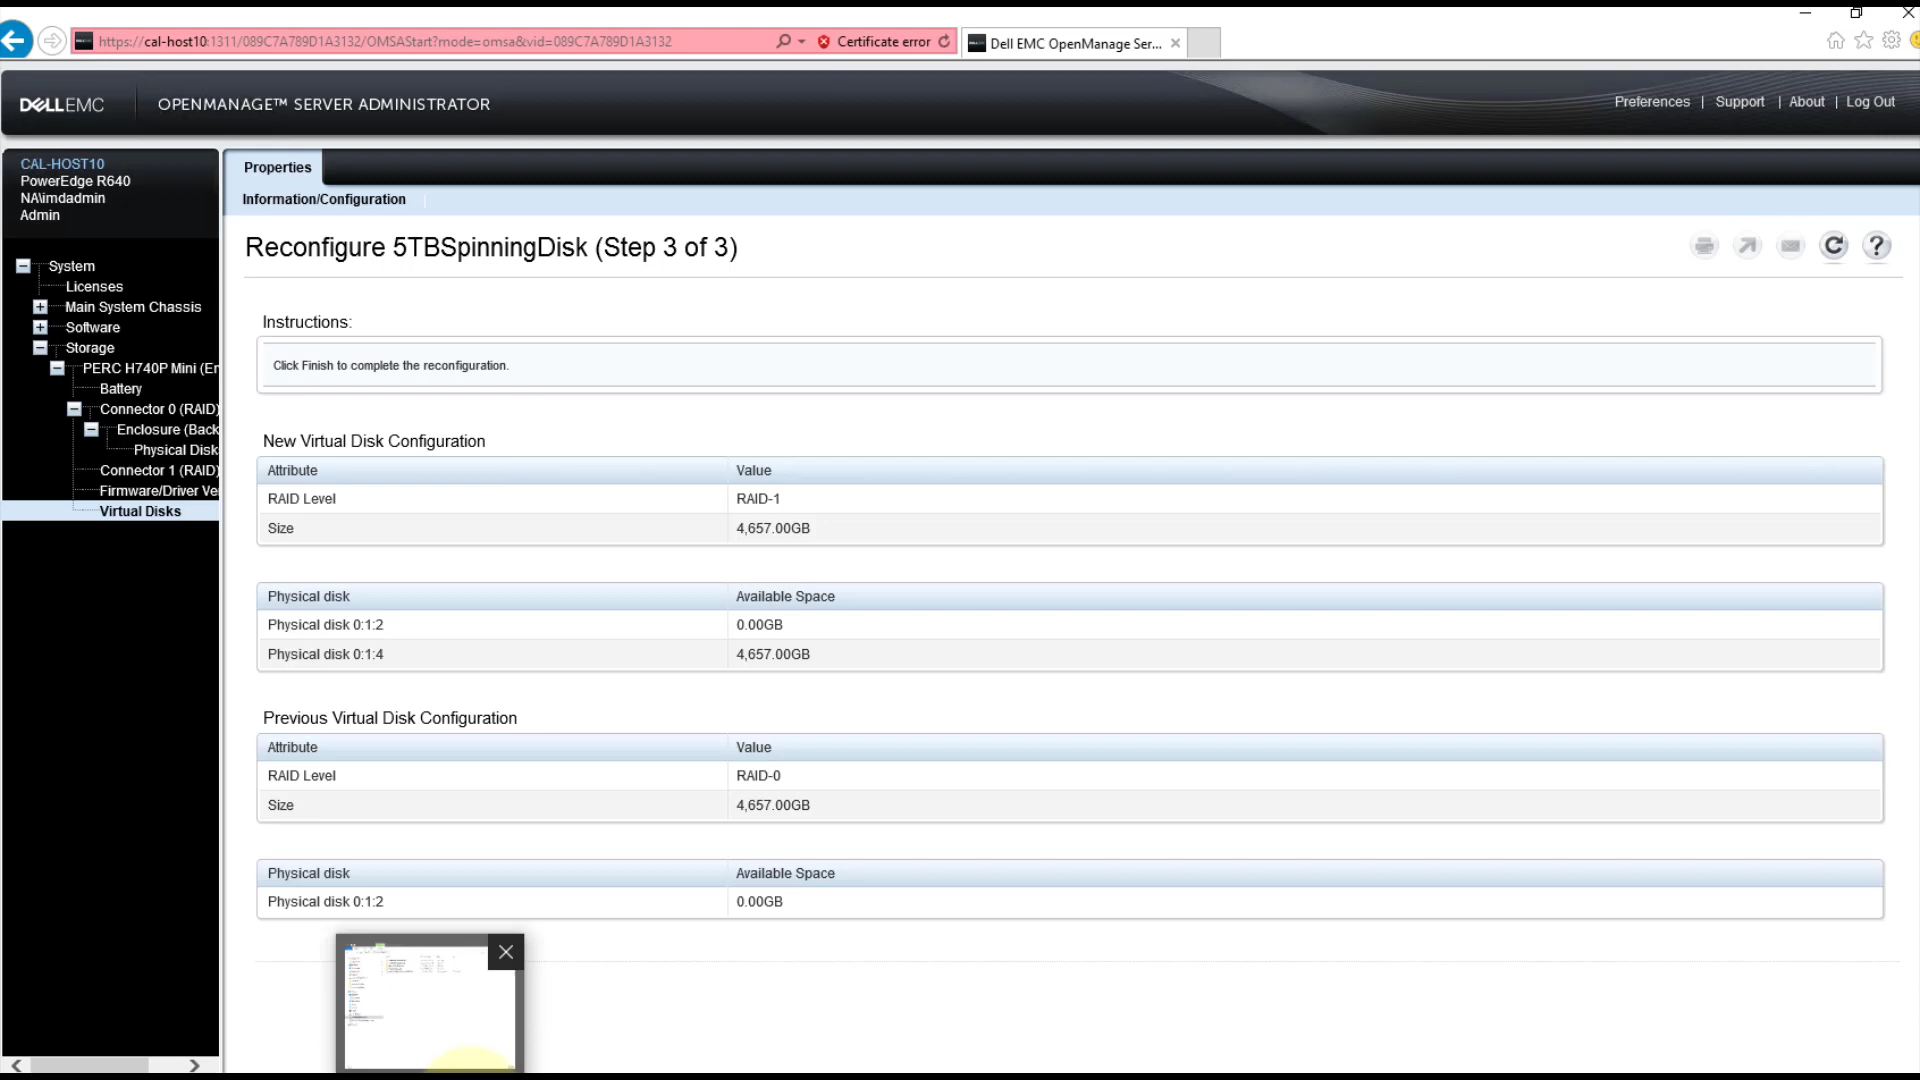 https://cal-host10:1311/089C7A789D1A3132/OMSAStart?mode=omsa&vid=089C7A789D1A3132
Certificate error
Dell EMC OpenManage Ser...
DELLEMC
OPENMANAGE™ SERVER ADMINISTRATOR
Preferences | Support | About | Log Out
CAL-HOST10
PowerEdge R640
NA\imdadmin
Admin
Properties
Information/Configuration
System
Licenses
Main System Chassis
Software
Storage
PERC H740P Mini (En
Battery
Connector 0 (RAID)
Enclosure (Back
Physical Disk
Connector 1 (RAID)
Firmware/Driver Ve
Virtual Disks
Reconfigure 5TBSpinningDisk (Step 3 of 3)
Instructions:
Click Finish to complete the reconfiguration.
New Virtual Disk Configuration
Attribute Value
RAID Level RAID-1
Size 4,657.00GB
Physical disk Available Space
Physical disk 0:1:2 0.00GB
Physical disk 0:1:4 4,657.00GB
Previous Virtual Disk Configuration
Attribute Value
RAID Level RAID-0
Size 4,657.00GB
Physical disk Available Space
Physical disk 0:1:2 0.00GB